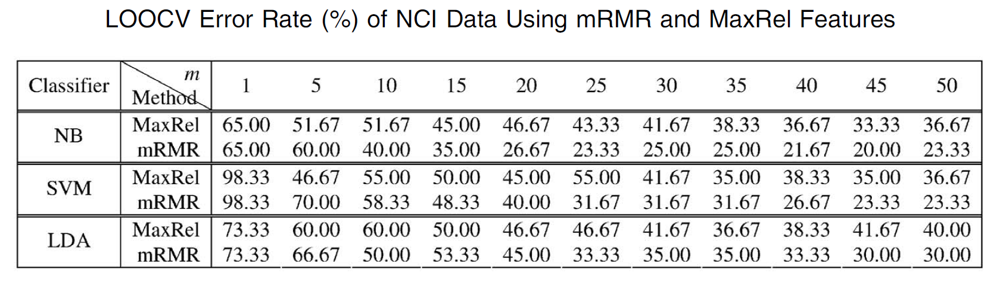 LOOCV Error Rate (%) of NCI Data Using mRMR and MaxRel Features
Classifier m Method 1 5 10 15 20 25 30 35 40 45 50
NB MaxRel 65.00 51.67 51.67 45.00 46.67 43.33 41.67 38.33 36.67 33.33 36.67
mRMR 65.00 60.00 40.00 35.00 26.67 23.33 25.00 25.00 21.67 20.00 23.33
SVM MaxRel 98.33 46.67 55.00 50.00 45.00 55.00 41.67 35.00 38.33 35.00 36.67
mRMR 98.33 70.00 58.33 48.33 40.00 31.67 31.67 31.67 26.67 23.33 23.33
LDA MaxRel 73.33 60.00 60.00 50.00 46.67 46.67 41.67 36.67 38.33 41.67 40.00
mRMR 73.33 66.67 50.00 53.33 45.00 33.33 35.00 35.00 33.33 30.00 30.00